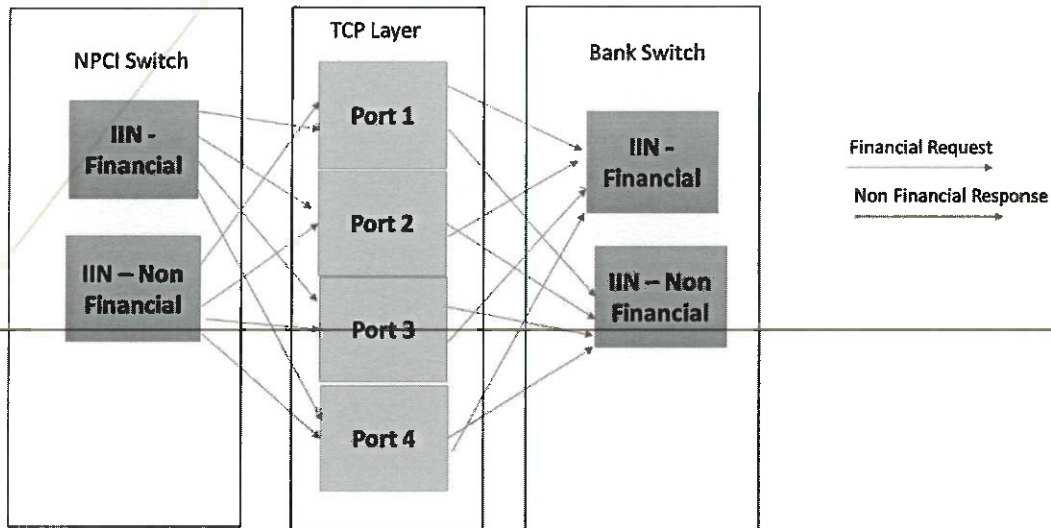 NPCI Switch
IIN -
Financial
IIN – Non
Financial
TCP Layer
Port 1
Port 2
Port 3
Port 4
Bank Switch
IIN -
Financial
IIN – Non
Financial
Financial Request
Non Financial Response